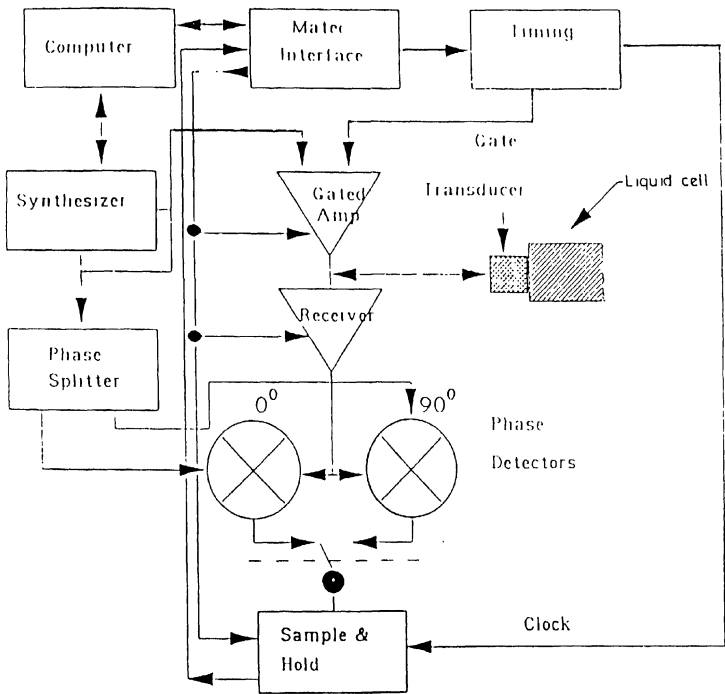 Computer
Matec
Interface
Timing
Gate
Synthesizer
Gated
Amp
Transducer
Liquid cell
Receiver
Phase
Splitter
0⁰
90⁰
Phase
Detectors
Sample &
Hold
Clock